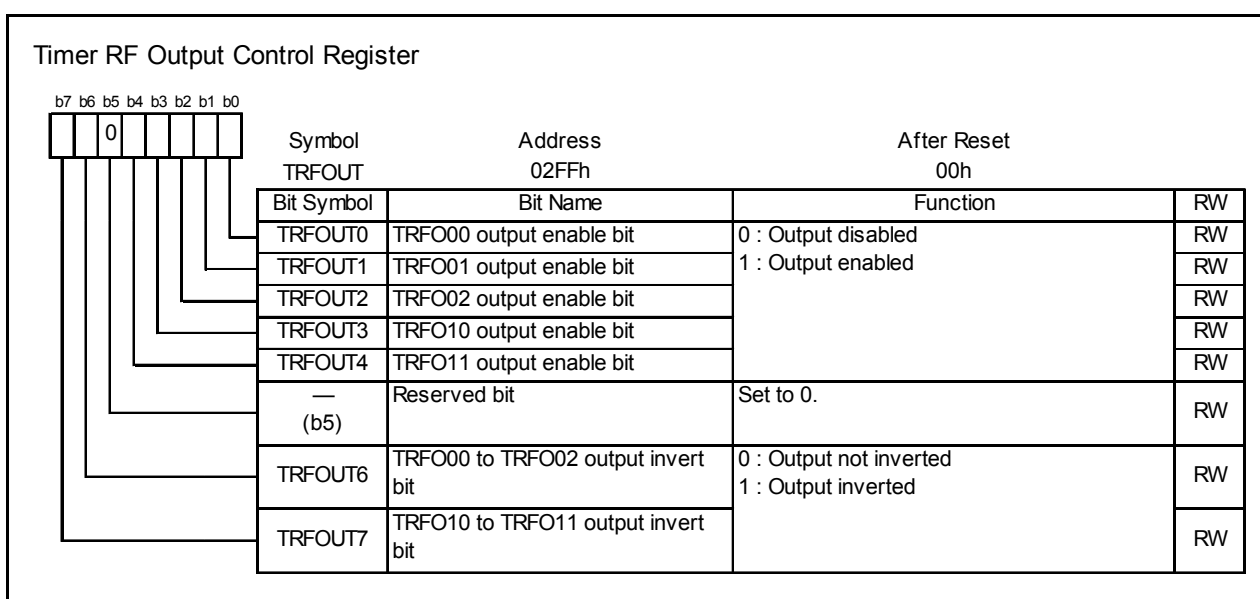 Timer RF Output Control Register
b7 b6 b5 b4 b3 b2 b1 b0
0
Symbol Address After Reset
TRFOUT 02FFh 00h
Bit Symbol Bit Name Function RW
TRFOUT0 TRFO00 output enable bit 0 : Output disabled RW
TRFOUT1 TRFO01 output enable bit 1 : Output enabled RW
TRFOUT2 TRFO02 output enable bit RW
TRFOUT3 TRFO10 output enable bit RW
TRFOUT4 TRFO11 output enable bit RW
— Reserved bit Set to 0. RW
(b5)
TRFOUT6 TRFO00 to TRFO02 output invert 0 : Output not inverted RW
bit 1 : Output inverted
TRFOUT7 TRFO10 to TRFO11 output invert RW
bit